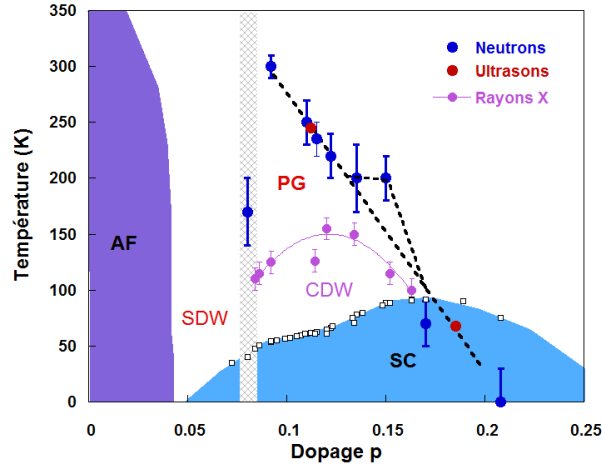 350
300
250
200
150
100
50
0
Température (K)
Neutrons
Ultrasons
Rayons X
PG
AF
CDW
SDW
SC
0
0.05
0.1
0.15
0.2
0.25
Dopage p